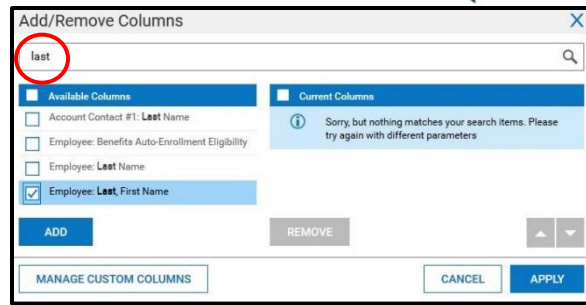 Add/Remove Columns
X
last
Available Columns
Account Contact #1: Last Name
Employee: Benefits Auto-Enrollment Eligibility
Employee: Last Name
Employee: Last, First Name
Current Columns
Sorry, but nothing matches your search items. Please
try again with different parameters
ADD
REMOVE
MANAGE CUSTOM COLUMNS
CANCEL
APPLY